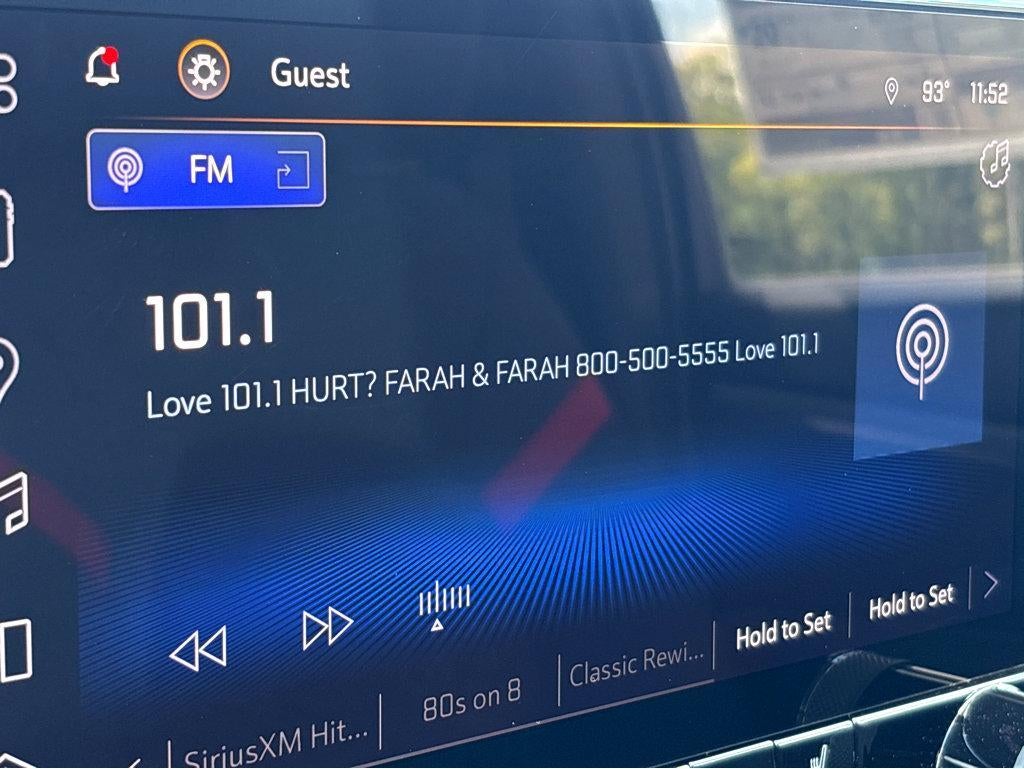 Guest
93° 11:52
FM
101.1
Love 101.1 HURT? FARAH & FARAH 800-500-5555 Love 101.1
SiriusXM Hit... 80s on 8 Classic Rewi... Hold to Set Hold to Set